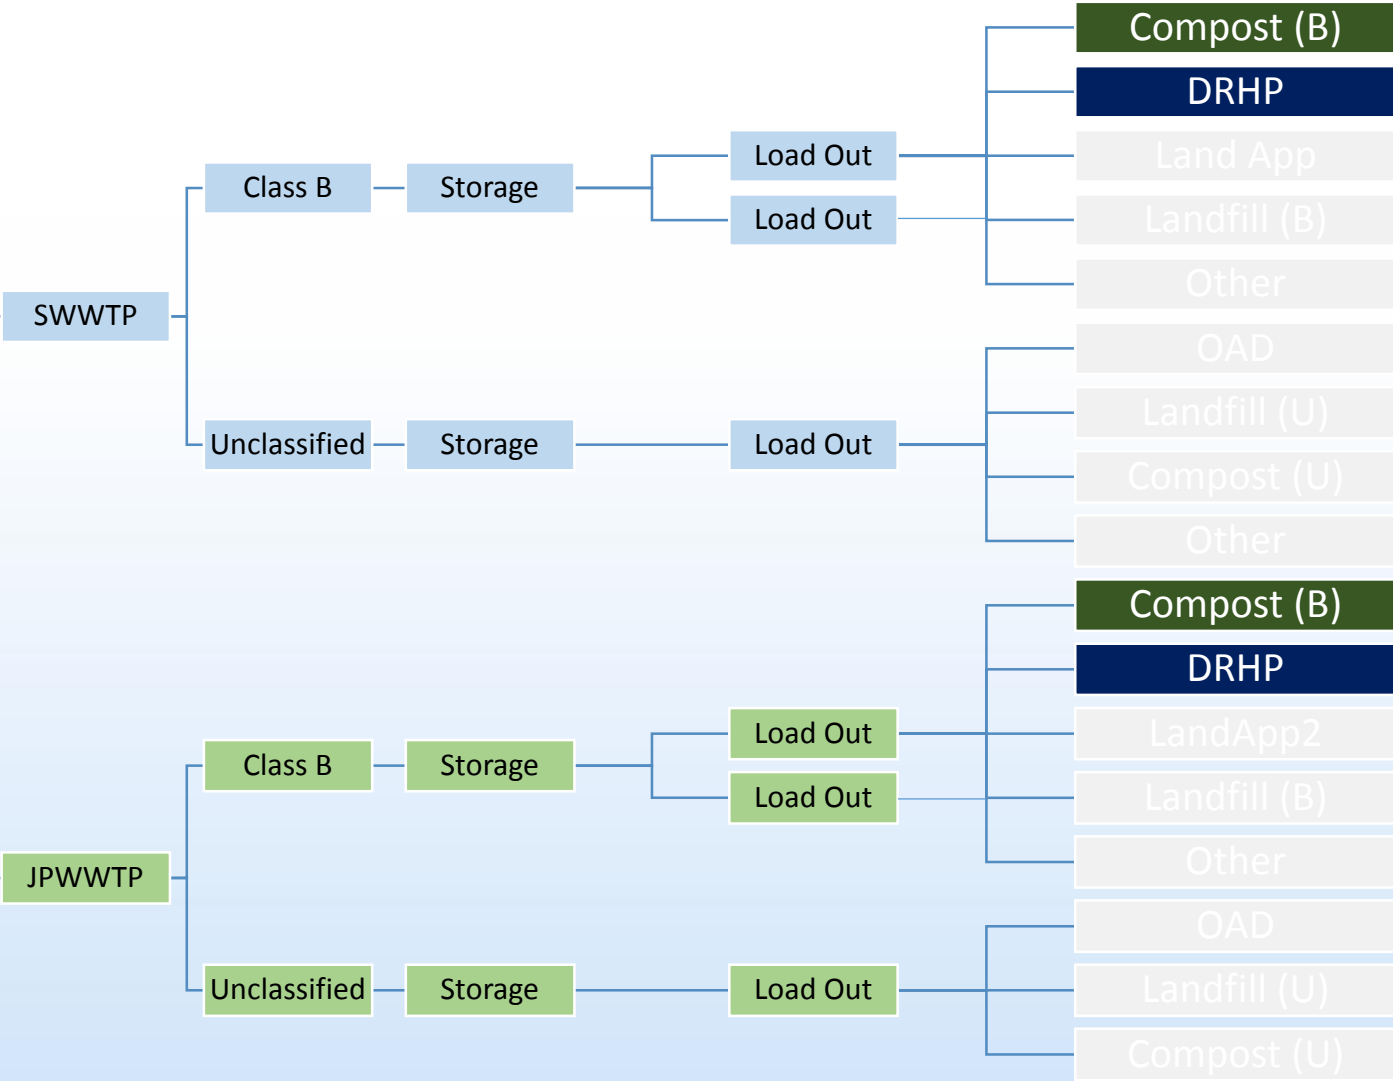 Compost (B)
DRHP
Load Out
Land App
Class B
Storage
Load Out
Landfill (B)
Other
SWWTP
OAD
Landfill (U)
Unclassified
Storage
Load Out
Compost (U)
Other
Compost (B)
DRHP
Load Out
LandApp2
Class B
Storage
Load Out
Landfill (B)
Other
JPWWTP
OAD
Unclassified
Storage
Load Out
Landfill (U)
Compost (U)